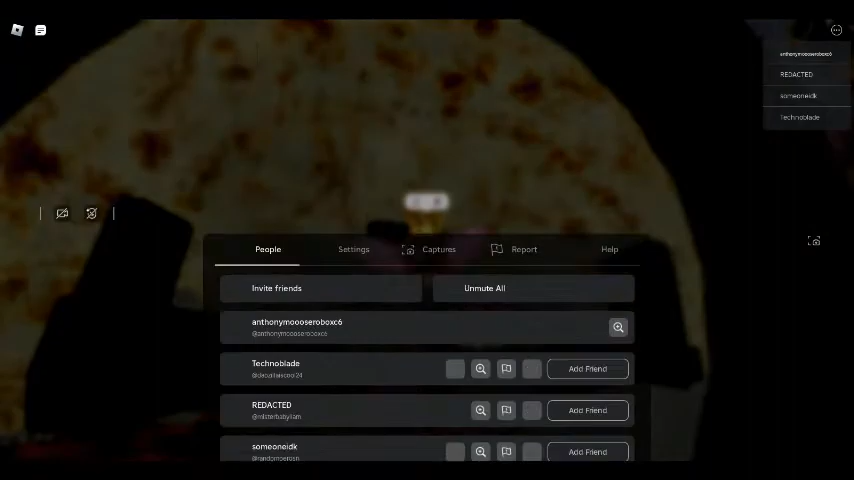 anthonymoooseroboxc6
REDACTED
someoneidk
Technoblade
People
Settings
Captures
Report
Help
Invite friends
Unmute All
anthonymoooseroboxc6
@anthonymoooseroboxc6
Technoblade
Add Friend
REDACTED
@misterbabyliam
Add Friend
someoneidk
Add Friend